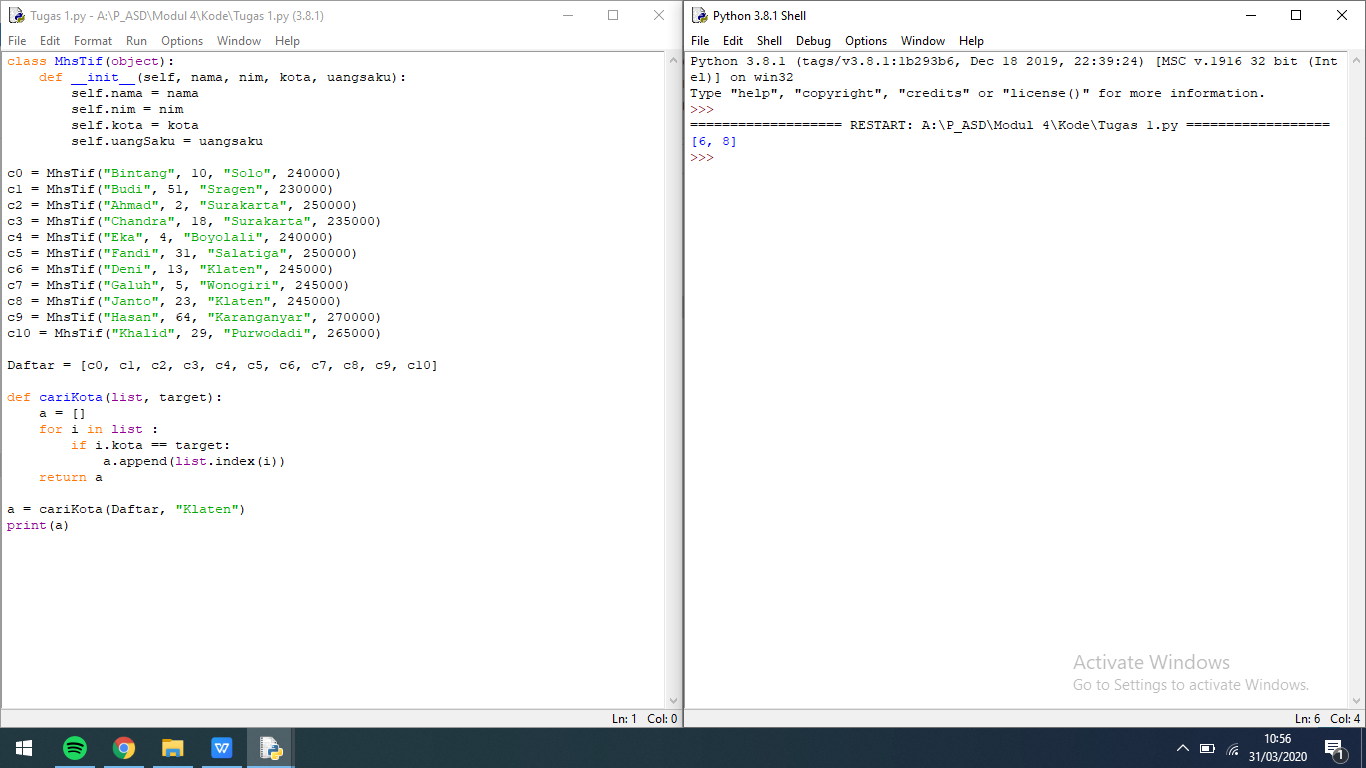 Tugas 1.py - A:\P_ASD\Modul 4\Kode\Tugas 1.py (3.8.1)
File Edit Format Run Options Window Help
class MhsTif(object):
    def __init__(self, nama, nim, kota, uangsaku):
        self.nama = nama
        self.nim = nim
        self.kota = kota
        self.uangSaku = uangsaku
c0 = MhsTif("Bintang", 10, "Solo", 240000)
c1 = MhsTif("Budi", 51, "Sragen", 230000)
c2 = MhsTif("Ahmad", 2, "Surakarta", 250000)
c3 = MhsTif("Chandra", 18, "Surakarta", 235000)
c4 = MhsTif("Eka", 4, "Boyolali", 240000)
c5 = MhsTif("Fandi", 31, "Salatiga", 250000)
c6 = MhsTif("Deni", 13, "Klaten", 245000)
c7 = MhsTif("Galuh", 5, "Wonogiri", 245000)
c8 = MhsTif("Janto", 23, "Klaten", 245000)
c9 = MhsTif("Hasan", 64, "Karanganyar", 270000)
c10 = MhsTif("Khalid", 29, "Purwodadi", 265000)
Daftar = [c0, c1, c2, c3, c4, c5, c6, c7, c8, c9, c10]
def cariKota(list, target):
    a = []
    for i in list :
        if i.kota == target:
            a.append(list.index(i))
    return a
a = cariKota(Daftar, "Klaten")
print(a)
Ln: 1 Col: 0
Python 3.8.1 Shell
File Edit Shell Debug Options Window Help
Python 3.8.1 (tags/v3.8.1:1b293b6, Dec 18 2019, 22:39:24) [MSC v.1916 32 bit (Int
el)] on win32
Type "help", "copyright", "credits" or "license()" for more information.
>>>
=================== RESTART: A:\P_ASD\Modul 4\Kode\Tugas 1.py ==================
[6, 8]
>>>
Activate Windows
Go to Settings to activate Windows.
Ln: 6 Col: 4
10:56
31/03/2020
1